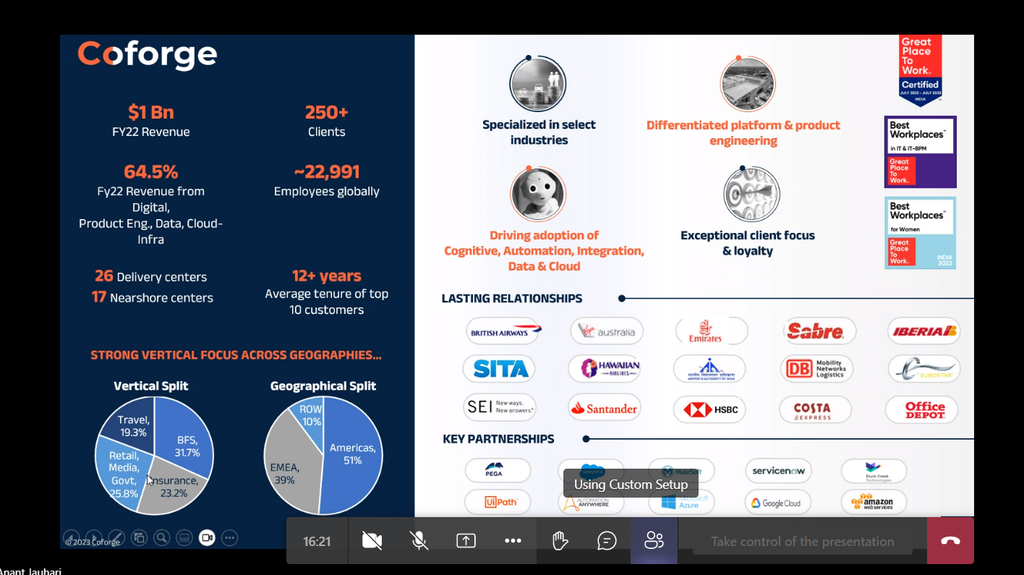 Coforge
$1 Bn
FY22 Revenue
250+
Clients
64.5%
Fy22 Revenue from
Digital,
Product Eng., Data, Cloud-
Infra
~22,991
Employees globally
26 Delivery centers
17 Nearshore centers
12+ years
Average tenure of top
10 customers
STRONG VERTICAL FOCUS ACROSS GEOGRAPHIES...
Vertical Split
Travel,
19.3%
BFS,
31.7%
Retail,
Media,
Govt,
25.8%
Insurance,
23.2%
Geographical Split
ROW
10%
Americas,
51%
EMEA,
39%
© 2023 Coforge
Specialized in select
industries
Differentiated platform & product
engineering
Driving adoption of
Cognitive, Automation, Integration,
Data & Cloud
Exceptional client focus
& loyalty
Great
Place
To
Work.
Certified
JULY 2022 - JULY 2023
INDIA
Best
Workplaces™
in IT & IT-BPM
Great
Place
To
Work.
Best
Workplaces™
for Women
Great
Place
To
Work.
INDIA
2022
LASTING RELATIONSHIPS
BRITISH AIRWAYS
Virgin australia
Emirates
Sabre
IBERIA
SITA
HAWAIIAN
AIRLINES
DB Mobility
Networks
Logistics
EUROSTAR
SEI New ways.
New answers.
Santander
HSBC
COSTA
EXPRESS
Office
DEPOT
KEY PARTNERSHIPS
PEGA
MuleSoft
servicenow
Duck Creek
Technologies
UiPath
AUTOMATION
ANYWHERE
Microsoft
Azure
Google Cloud
amazon
web services
Using Custom Setup
16:21
Take control of the presentation
Anant Jauhari